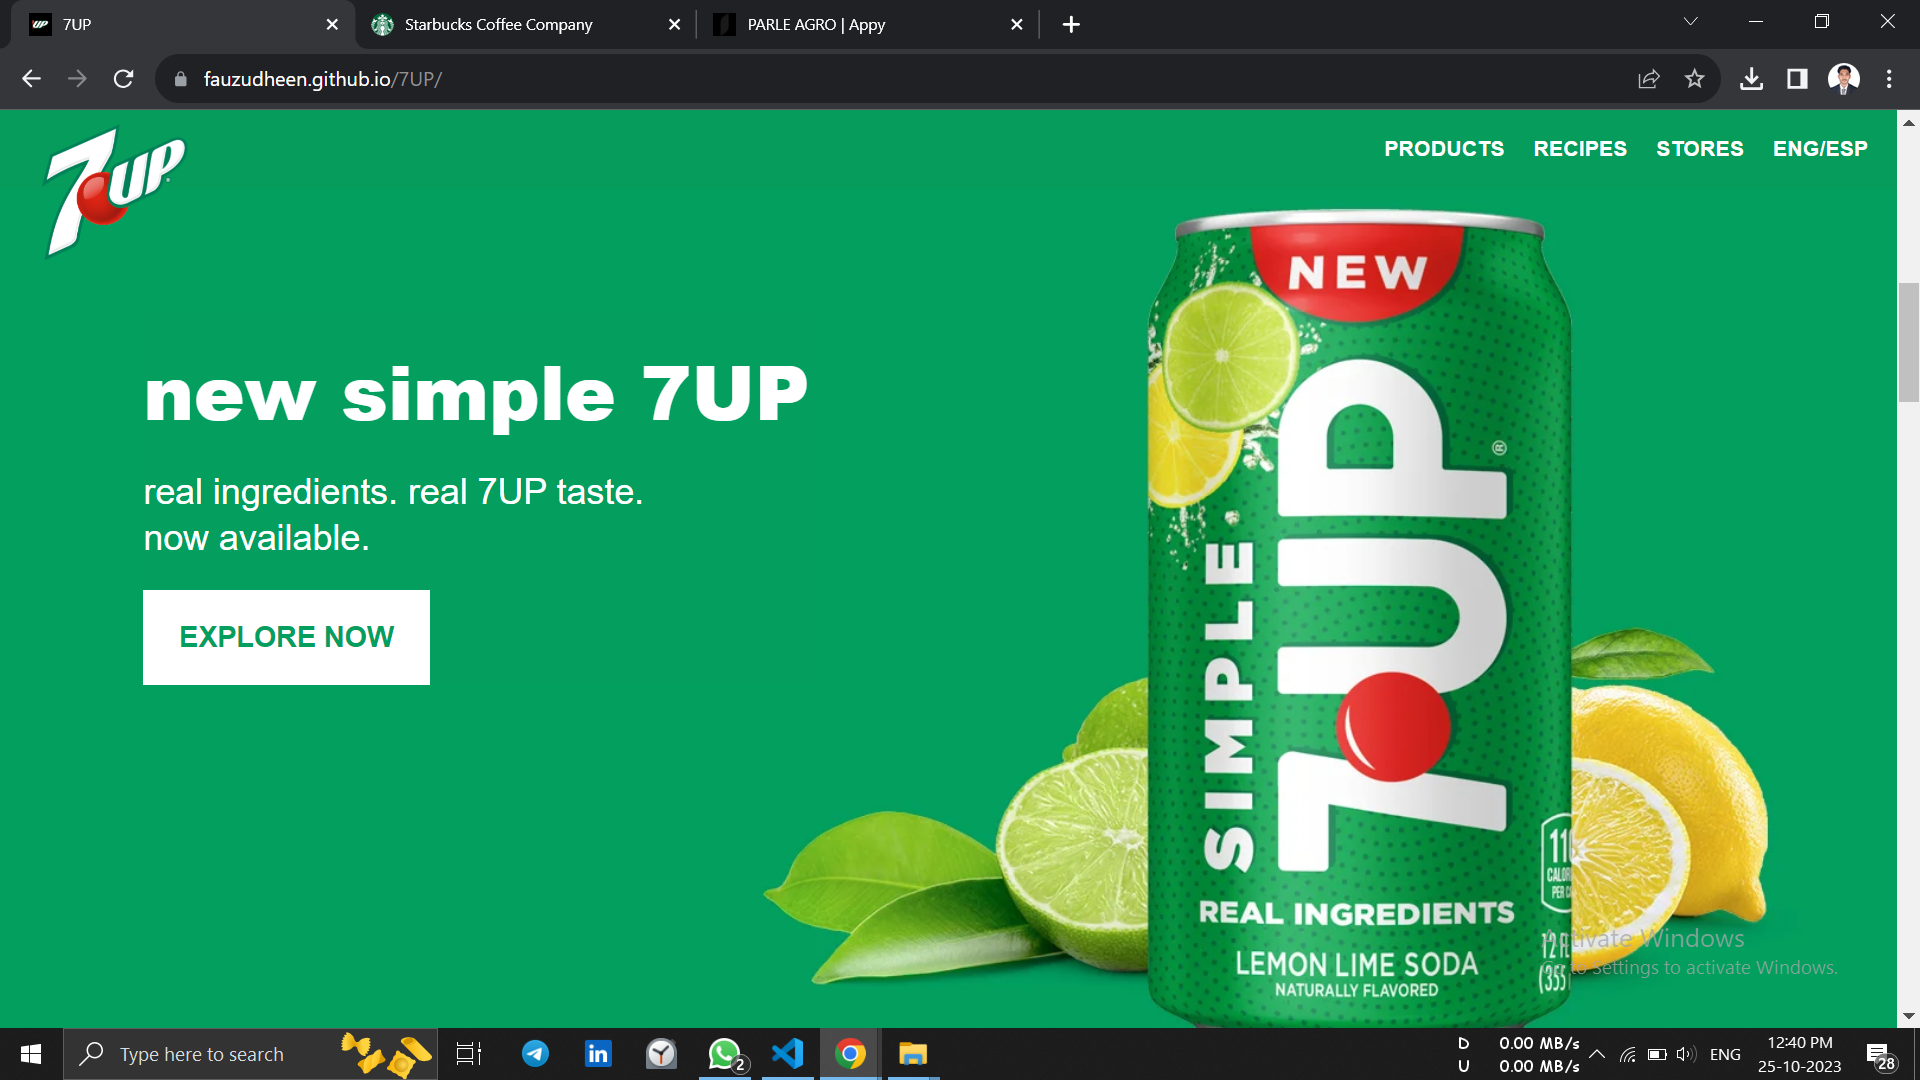 7UP
Starbucks Coffee Company
PARLE AGRO | Appy
fauzudheen.github.io/7UP/
7UP
PRODUCTS
RECIPES
STORES
ENG/ESP
new simple 7UP
real ingredients. real 7UP taste.
now available.
EXPLORE NOW
NEW
SIMPLE
7UP
®
REAL INGREDIENTS
LEMON LIME SODA
NATURALLY FLAVORED
Activate Windows
Go to Settings to activate Windows.
Type here to search
2
D 0.00 MB/s
U 0.00 MB/s
ENG
12:40 PM
25-10-2023
28